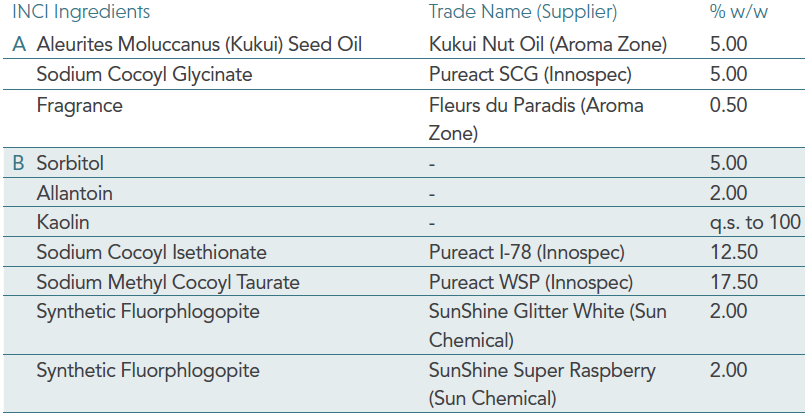 INCI Ingredients Trade Name (Supplier) % w/w
A Aleurites Moluccanus (Kukui) Seed Oil Kukui Nut Oil (Aroma Zone) 5.00
Sodium Cocoyl Glycinate Pureact SCG (Innospec) 5.00
Fragrance Fleurs du Paradis (Aroma 0.50
Zone)
B Sorbitol - 5.00
Allantoin - 2.00
Kaolin - q.s. to 100
Sodium Cocoyl Isethionate Pureact I-78 (Innospec) 12.50
Sodium Methyl Cocoyl Taurate Pureact WSP (Innospec) 17.50
Synthetic Fluorphlogopite SunShine Glitter White (Sun 2.00
Chemical)
Synthetic Fluorphlogopite SunShine Super Raspberry 2.00
(Sun Chemical)